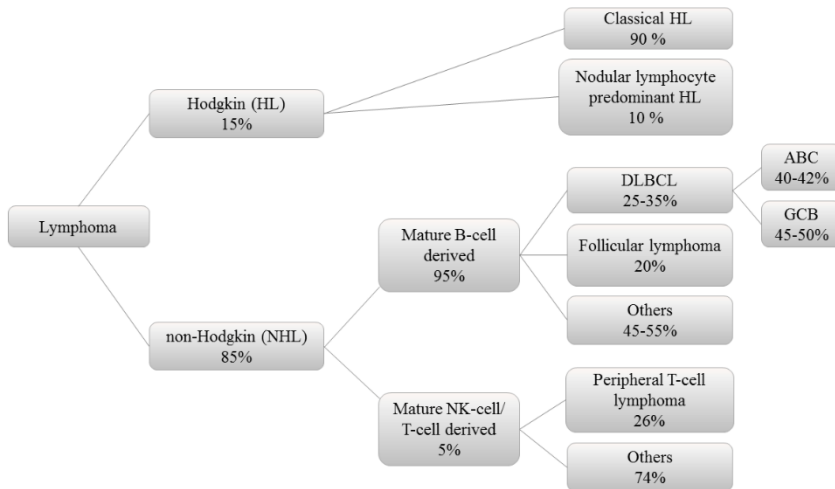 Classical HL
90 %
Nodular lymphocyte
predominant HL
10 %
Hodgkin (HL)
15%
ABC
40-42%
DLBCL
25-35%
GCB
45-50%
Lymphoma
Mature B-cell
derived
95%
Follicular lymphoma
20%
Others
45-55%
non-Hodgkin (NHL)
85%
Peripheral T-cell
lymphoma
26%
Mature NK-cell/
T-cell derived
5%
Others
74%